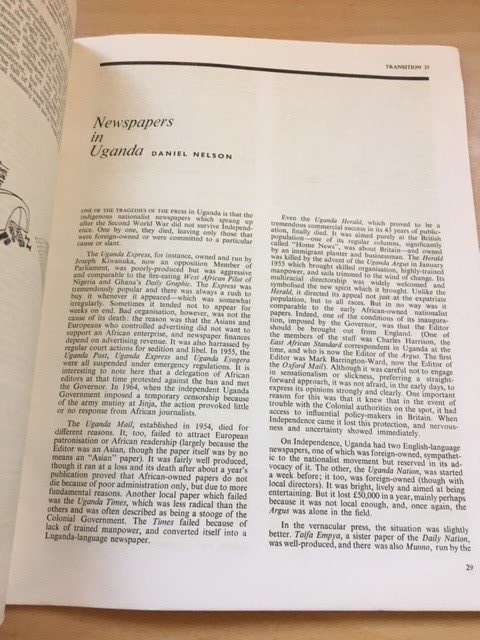 TRANSITION 35
Newspapers
in
Uganda DANIEL NELSON
ONE OF THE TRAGEDIES OF THE PRESS in Uganda is that the
indigenous nationalist newspapers which sprang up
after the Second World War did not survive Independ-
ence. One by one, they died, leaving only those that
were foreign-owned or were committed to a particular
cause or slant.
The Uganda Express, for instance, owned and run by
Joseph Kiwanuka, now an opposition Member of
Parliament, was poorly-produced but was aggressive
and comparable to the fire-eating West African Pilot of
Nigeria and Ghana's Daily Graphic. The Express was
tremendously popular and there was always a rush to
buy it whenever it appeared—which was somewhat
irregularly. Sometimes it tended not to appear for
weeks on end. Bad organisation, however, was not the
cause of its death: the reason was that the Asians and
Europeans who controlled advertising did not want to
support an African enterprise, and newspaper finances
depend on advertising revenue. It was also harrassed by
regular court actions for sedition and libel. In 1955, the
Uganda Post, Uganda Express and Uganda Eyogera
were all suspended under emergency regulations. It is
interesting to note here that a delegation of African
editors at that time protested against the ban and met
the Governor. In 1964, when the independent Uganda
Government imposed a temporary censorship because
of the army mutiny at Jinja, the action provoked little
or no response from African journalists.
The Uganda Mail, established in 1954, died for
different reasons. It, too, failed to attract European
patronisation or African readership (largely because the
Editor was an Asian, though the paper itself was by no
means an "Asian" paper). It was fairly well produced,
though it ran at a loss and its death after about a year's
publication proved that African-owned papers do not
die because of poor administration only, but due to more
fundamental reasons. Another local paper which failed
was the Uganda Times, which was less radical than the
others and was often described as being a stooge of the
Colonial Government. The Times failed because of
lack of trained manpower, and converted itself into a
Luganda-language newspaper.
Even the Uganda Herald, which proved to be a
tremendous commercial success in its 43 years of public-
ation, finally died. It was aimed purely at the British
population—one of its regular columns, significantly
called "Home News", was about Britain—and owned
by an immigrant planter and businessman. The Herald
was killed by the advent of the Uganda Argus in January
1955 which brought skilled organisation, highly-trained
manpower, and sails trimmed to the wind of change. Its
multiracial directorship was widely welcomed and
symbolised the new spirit which it brought. Unlike the
Herald, it directed its appeal not just at the expatriate
population, but to all races. But in no way was it
comparable to the early African-owned nationalist
papers. Indeed, one of the conditions of its inaugura-
tion, imposed by the Governor, was that the Editor
should be brought out from England. (One of
the members of the staff was Charles Harrison, the
East African Standard correspondent in Uganda at the
time, and who is now the Editor of the Argus. The first
Editor was Mark Barrington-Ward, now the Editor of
the Oxford Mail). Although it was careful not to engage
in sensationalism or slickness, preferring a straight-
forward approach, it was not afraid, in the early days, to
express its opinions strongly and clearly. One important
reason for this was that it knew that in the event of
trouble with the Colonial authorities on the spot, it had
access to influential policy-makers in Britain. When
Independence came it lost this protection, and nervous-
ness and uncertainty showed immediately.
On Independence, Uganda had two English-language
newspapers, one of which was foreign-owned, sympathet-
ic to the nationalist movement but reserved in its ad-
vocacy of it. The other, the Uganda Nation, was started
a week before; it too, was foreign-owned (though with
local directors). It was bright, lively and aimed at being
entertaining. But it lost £50,000 in a year, mainly perhaps
because it was not local enough, and, once again, the
Argus was alone in the field.
In the vernacular press, the situation was slightly
better. Taifa Empya, a sister paper of the Daily Nation,
was well-produced, and there was also Munno, run by the
29